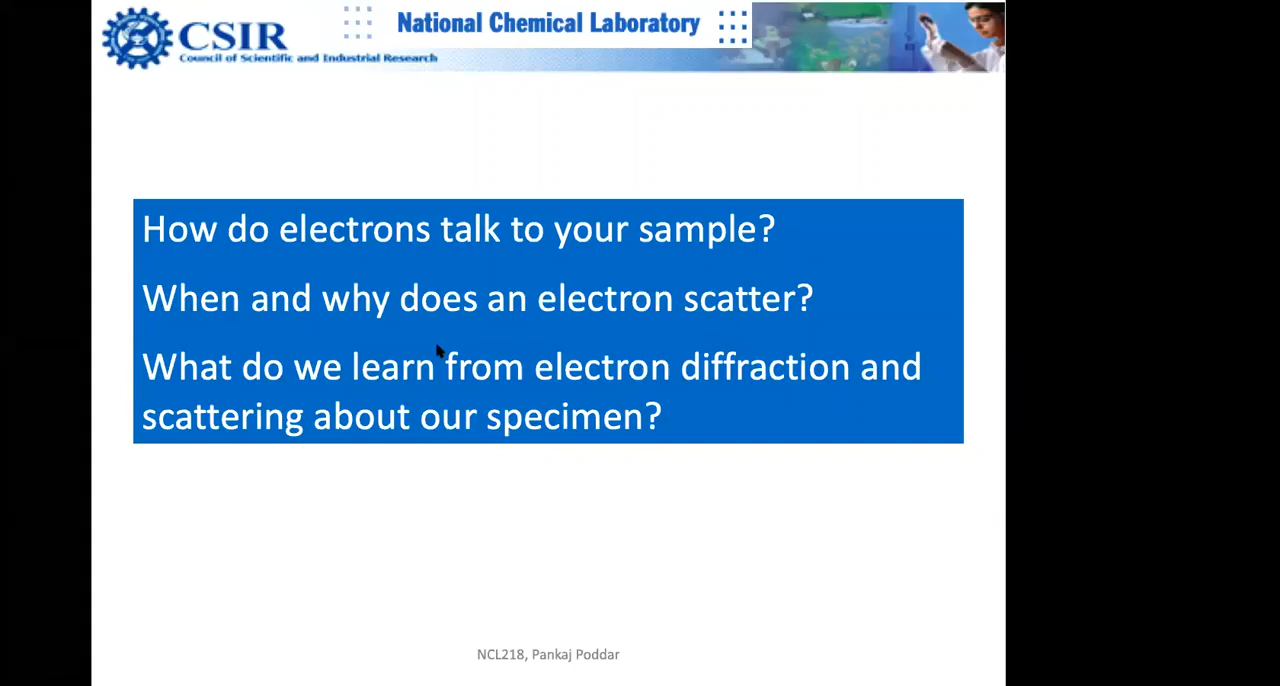 CSIR
Council of Scientific and Industrial Research
National Chemical Laboratory
How do electrons talk to your sample?
When and why does an electron scatter?
What do we learn from electron diffraction and
scattering about our specimen?
NCL218, Pankaj Poddar